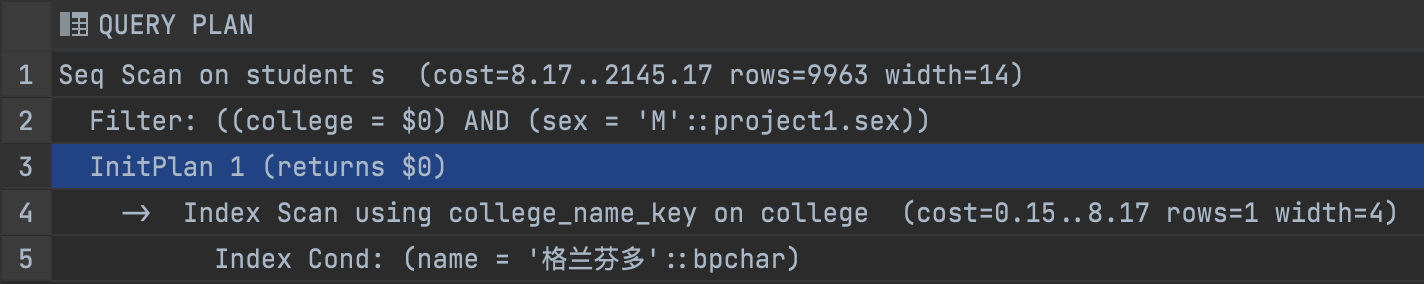 QUERY PLAN
1 Seq Scan on student s  (cost=8.17..2145.17 rows=9963 width=14)
2   Filter: ((college = $0) AND (sex = 'M'::project1.sex))
3   InitPlan 1 (returns $0)
4     ->  Index Scan using college_name_key on college  (cost=0.15..8.17 rows=1 width=4)
5           Index Cond: (name = '格兰芬多'::bpchar)